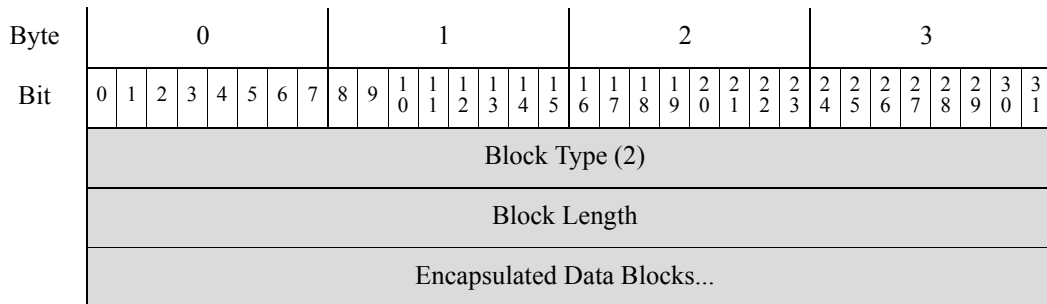 Byte 0 1 2 3
Bit 0 1 2 3 4 5 6 7 8 9 10 11 12 13 14 15 16 17 18 19 20 21 22 23 24 25 26 27 28 29 30 31
Block Type (2)
Block Length
Encapsulated Data Blocks...